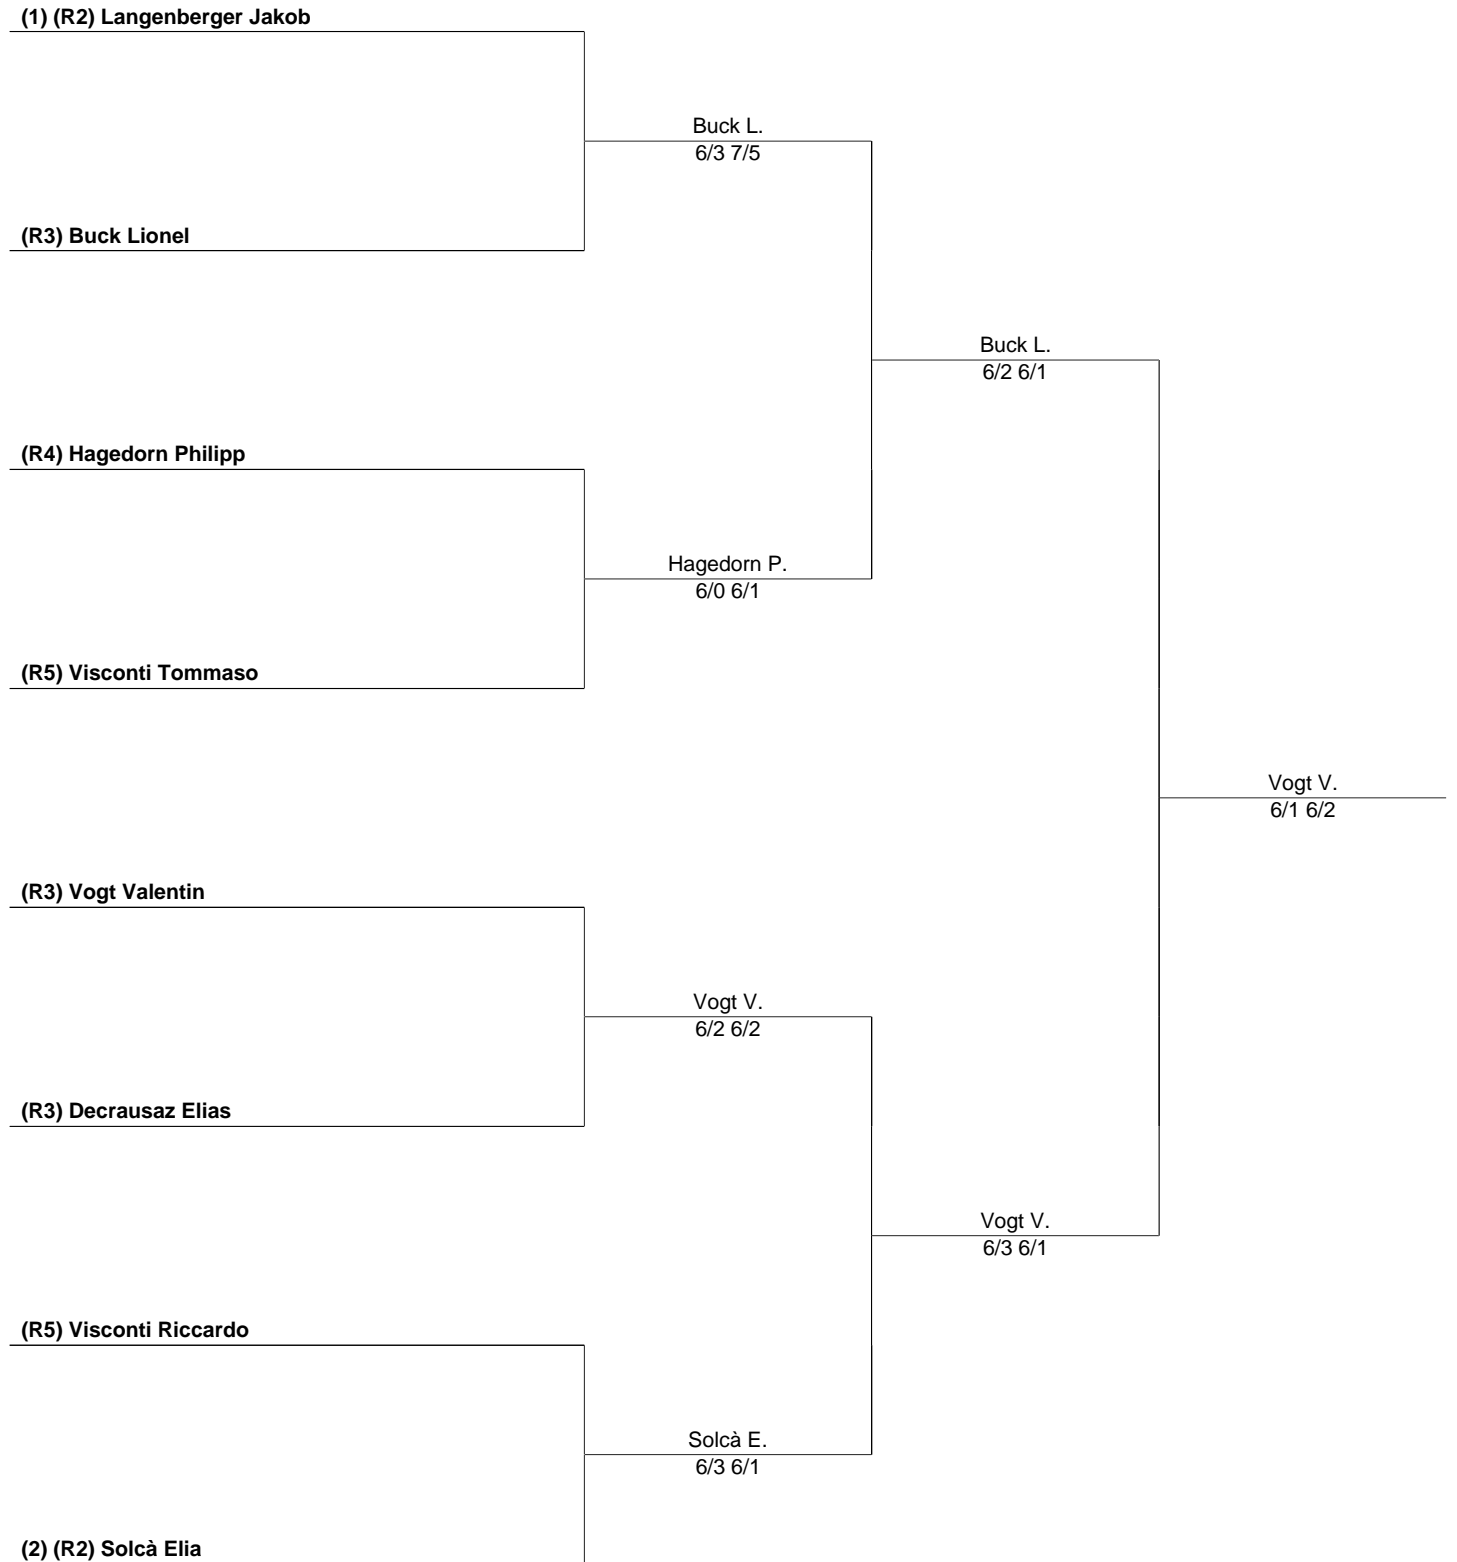 (1) (R2) Langenberger Jakob
Buck L.
6/3 7/5
(R3) Buck Lionel
Buck L.
6/2 6/1
(R4) Hagedorn Philipp
Hagedorn P.
6/0 6/1
(R5) Visconti Tommaso
Vogt V.
6/1 6/2
(R3) Vogt Valentin
Vogt V.
6/2 6/2
(R3) Decrausaz Elias
Vogt V.
6/3 6/1
(R5) Visconti Riccardo
Solcà E.
6/3 6/1
(2) (R2) Solcà Elia